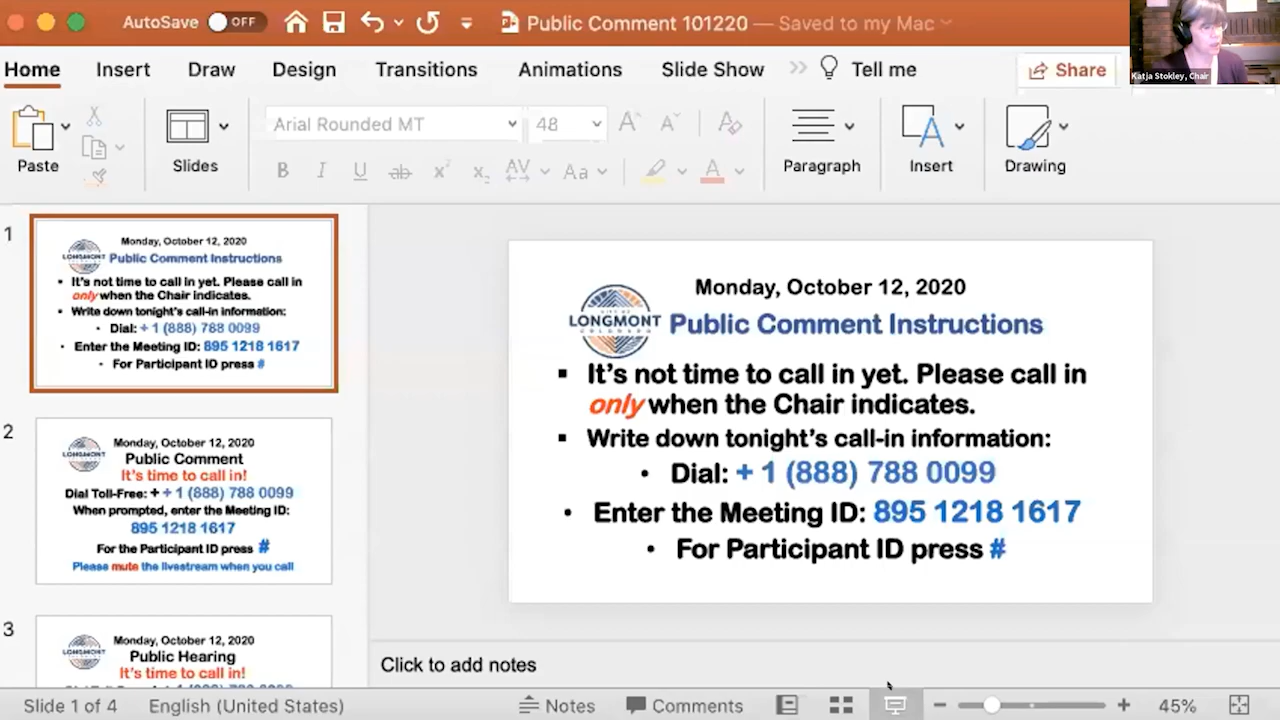 AutoSave OFF
Public Comment 101220 — Saved to my Mac
Katja Stokley, Chair
Home Insert Draw Design Transitions Animations Slide Show Tell me Share
Arial Rounded MT 48
Paste Slides Paragraph Insert Drawing
1
Monday, October 12, 2020
LONGMONT
Public Comment Instructions
It's not time to call in yet. Please call in
only when the Chair indicates.
Write down tonight's call-in information:
Dial: + 1 (888) 788 0099
Enter the Meeting ID: 895 1218 1617
For Participant ID press #
2
Monday, October 12, 2020
LONGMONT
Public Comment
It's time to call in!
Dial Toll-Free: + + 1 (888) 788 0099
When prompted, enter the Meeting ID:
895 1218 1617
For the Participant ID press #
Please mute the livestream when you call
3
Monday, October 12, 2020
LONGMONT
Public Hearing
It's time to call in!
Monday, October 12, 2020
LONGMONT
COLORADO
Public Comment Instructions
It's not time to call in yet. Please call in
only when the Chair indicates.
Write down tonight's call-in information:
Dial: + 1 (888) 788 0099
Enter the Meeting ID: 895 1218 1617
For Participant ID press #
Click to add notes
Slide 1 of 4 English (United States) Notes Comments 45%